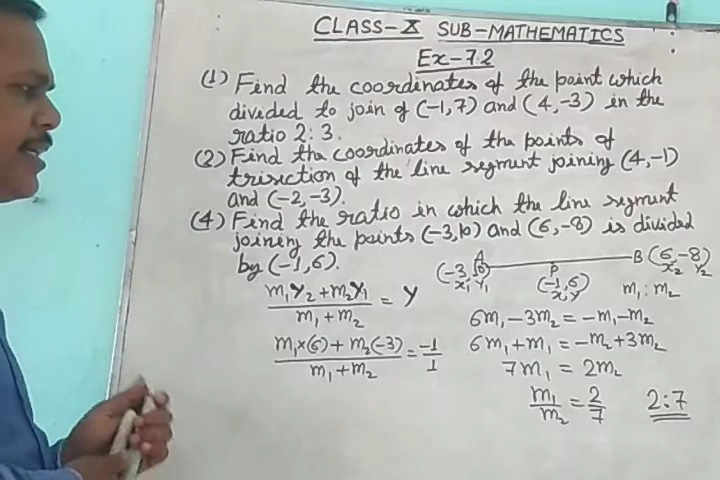 CLASS-X SUB-MATHEMATICS
Ex-7.2
(1) Find the coordinates of the point which
divided to join of (-1,7) and (4,-3) in the
ratio 2:3.
(2) Find the coordinates of the points of
trisection of the line segment joining (4,-1)
and (-2,-3).
(4) Find the ratio in which the line segment
joining the points (-3,10) and (6,-8) is divided
by (-1,6).
A B
(-3,10) P (6,-8)
x₁ y₁ (-1,6) x₂ y₂
x, y m₁:m₂
m₁y₂+m₂y₁ / m₁+m₂ = y
m₁×(6)+m₂(-3) / m₁+m₂ = -1/1
6m₁-3m₂=-m₁-m₂
6m₁+m₁=-m₂+3m₂
7m₁=2m₂
m₁/m₂=2/7 2:7